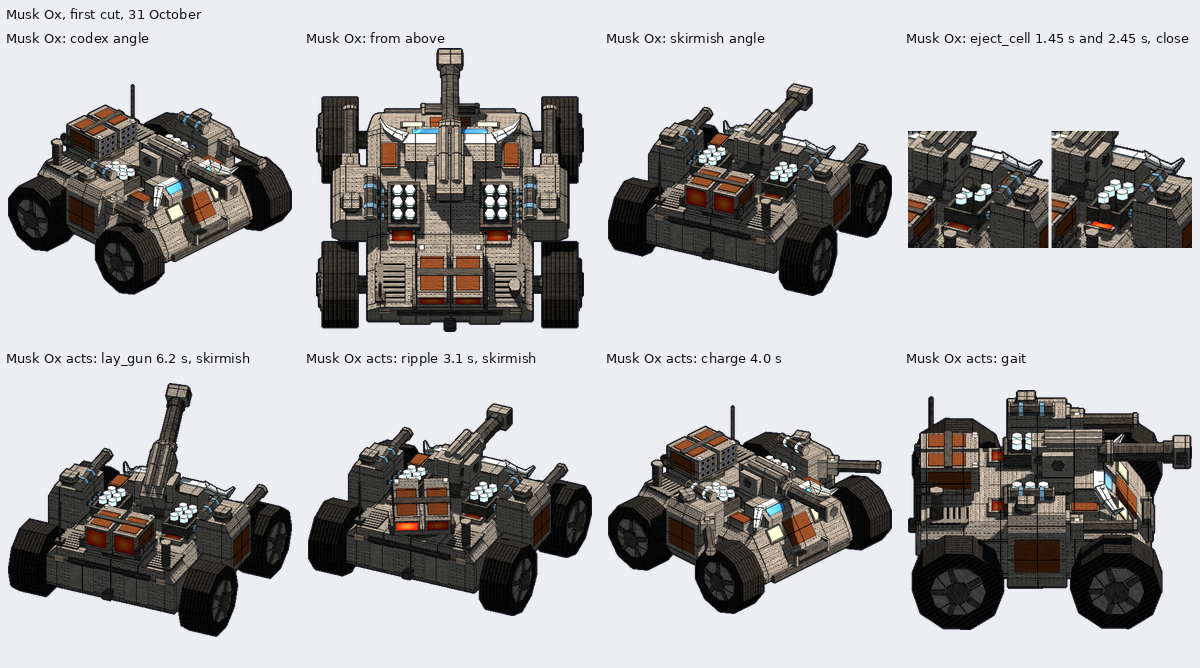 Musk Ox, first cut, 31 October
Musk Ox: codex angle
Musk Ox: from above
Musk Ox: skirmish angle
Musk Ox: eject_cell 1.45 s and 2.45 s, close
Musk Ox acts: lay_gun 6.2 s, skirmish
Musk Ox acts: ripple 3.1 s, skirmish
Musk Ox acts: charge 4.0 s
Musk Ox acts: gait